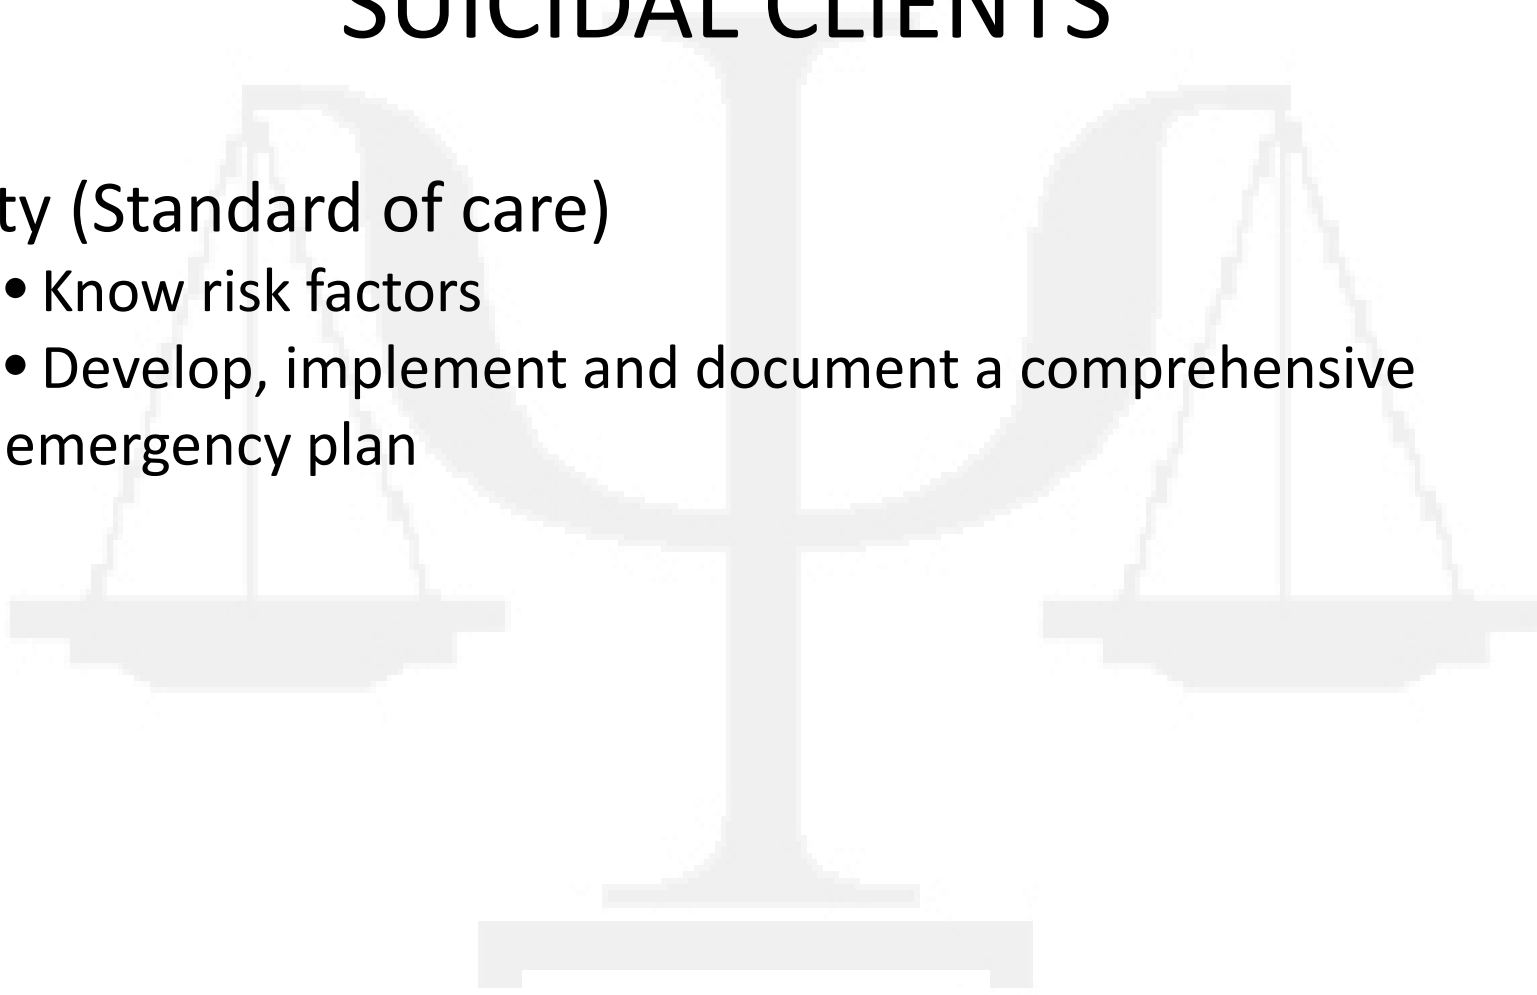 SUICIDAL CLIENTS
ty (Standard of care)
• Know risk factors
• Develop, implement and document a comprehensive
emergency plan